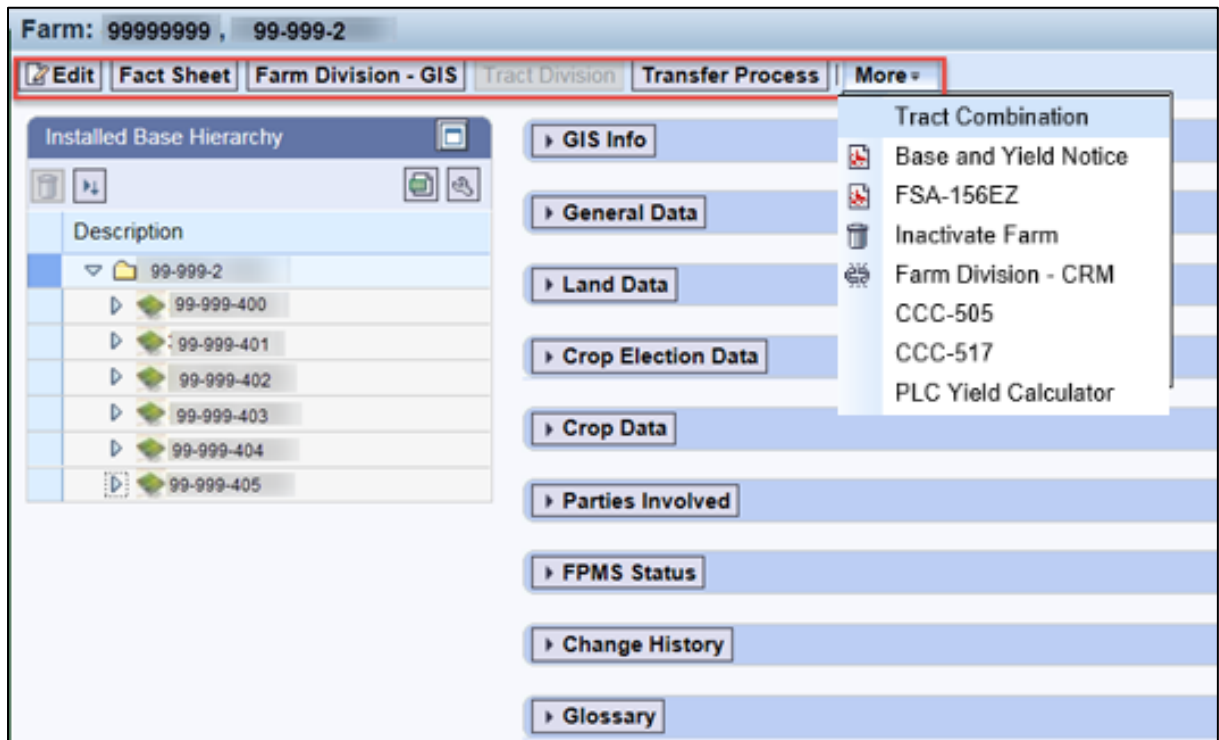 Farm: 99999999 , 99-999-2
Edit Fact Sheet Farm Division - GIS Tract Division Transfer Process More
Tract Combination
Base and Yield Notice
FSA-156EZ
Inactivate Farm
Farm Division - CRM
CCC-505
CCC-517
PLC Yield Calculator
Installed Base Hierarchy
Description
99-999-2
99-999-400
99-999-401
99-999-402
99-999-403
99-999-404
99-999-405
GIS Info
General Data
Land Data
Crop Election Data
Crop Data
Parties Involved
FPMS Status
Change History
Glossary